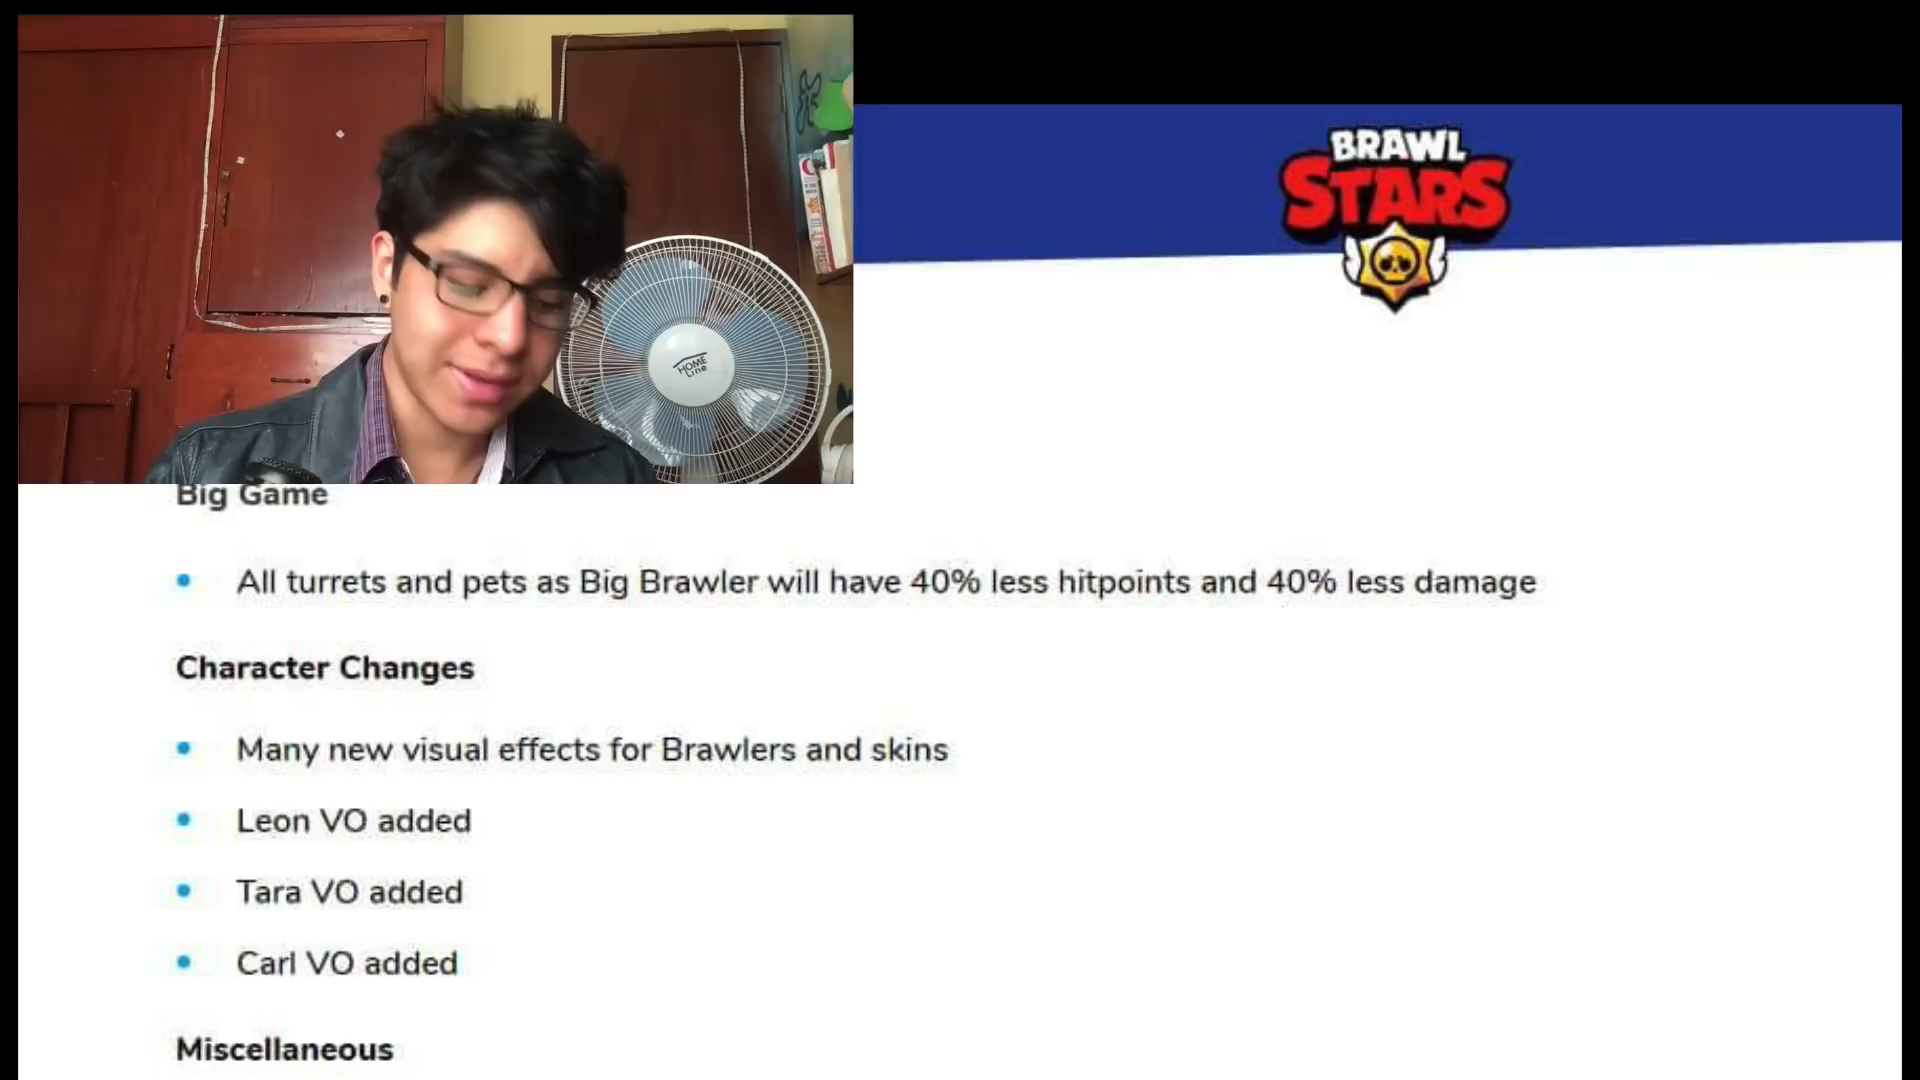 BRAWL
STARS
HOME
Line
Big Game
All turrets and pets as Big Brawler will have 40% less hitpoints and 40% less damage
Character Changes
Many new visual effects for Brawlers and skins
Leon VO added
Tara VO added
Carl VO added
Miscellaneous